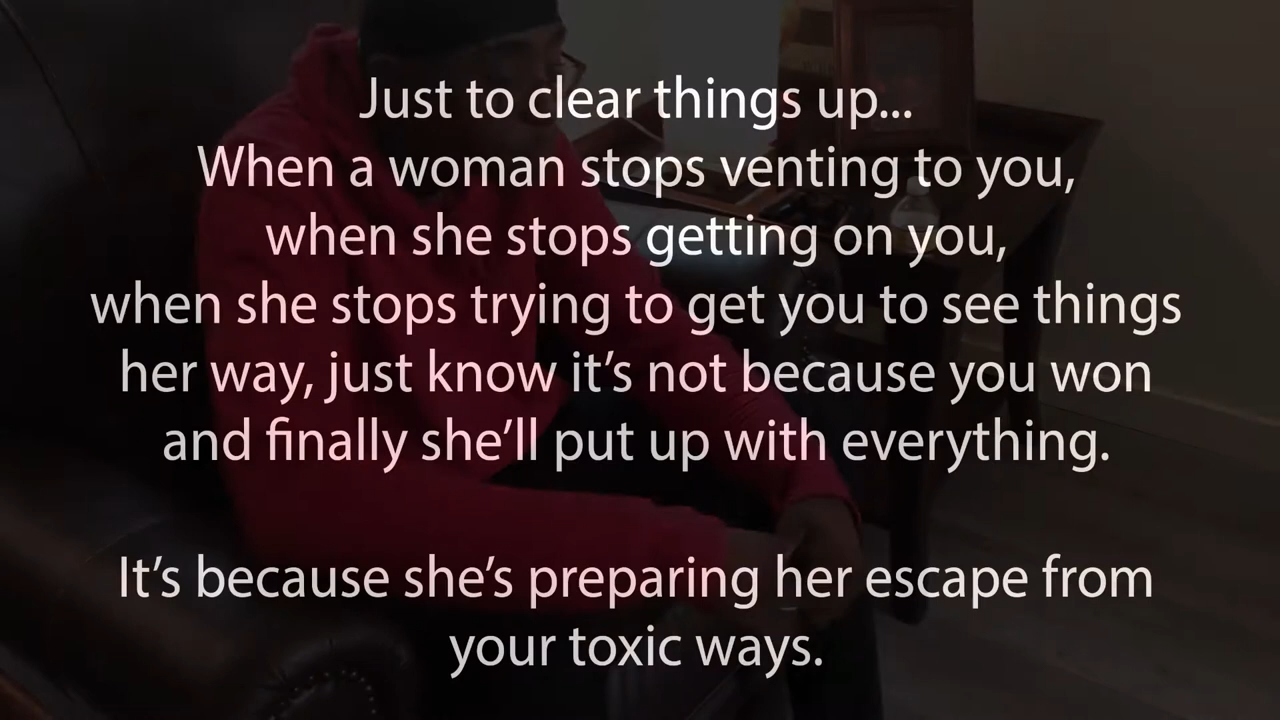 Just to clear things up...
When a woman stops venting to you,
when she stops getting on you,
when she stops trying to get you to see things
her way, just know it’s not because you won
and finally she’ll put up with everything.
It’s because she’s preparing her escape from
your toxic ways.